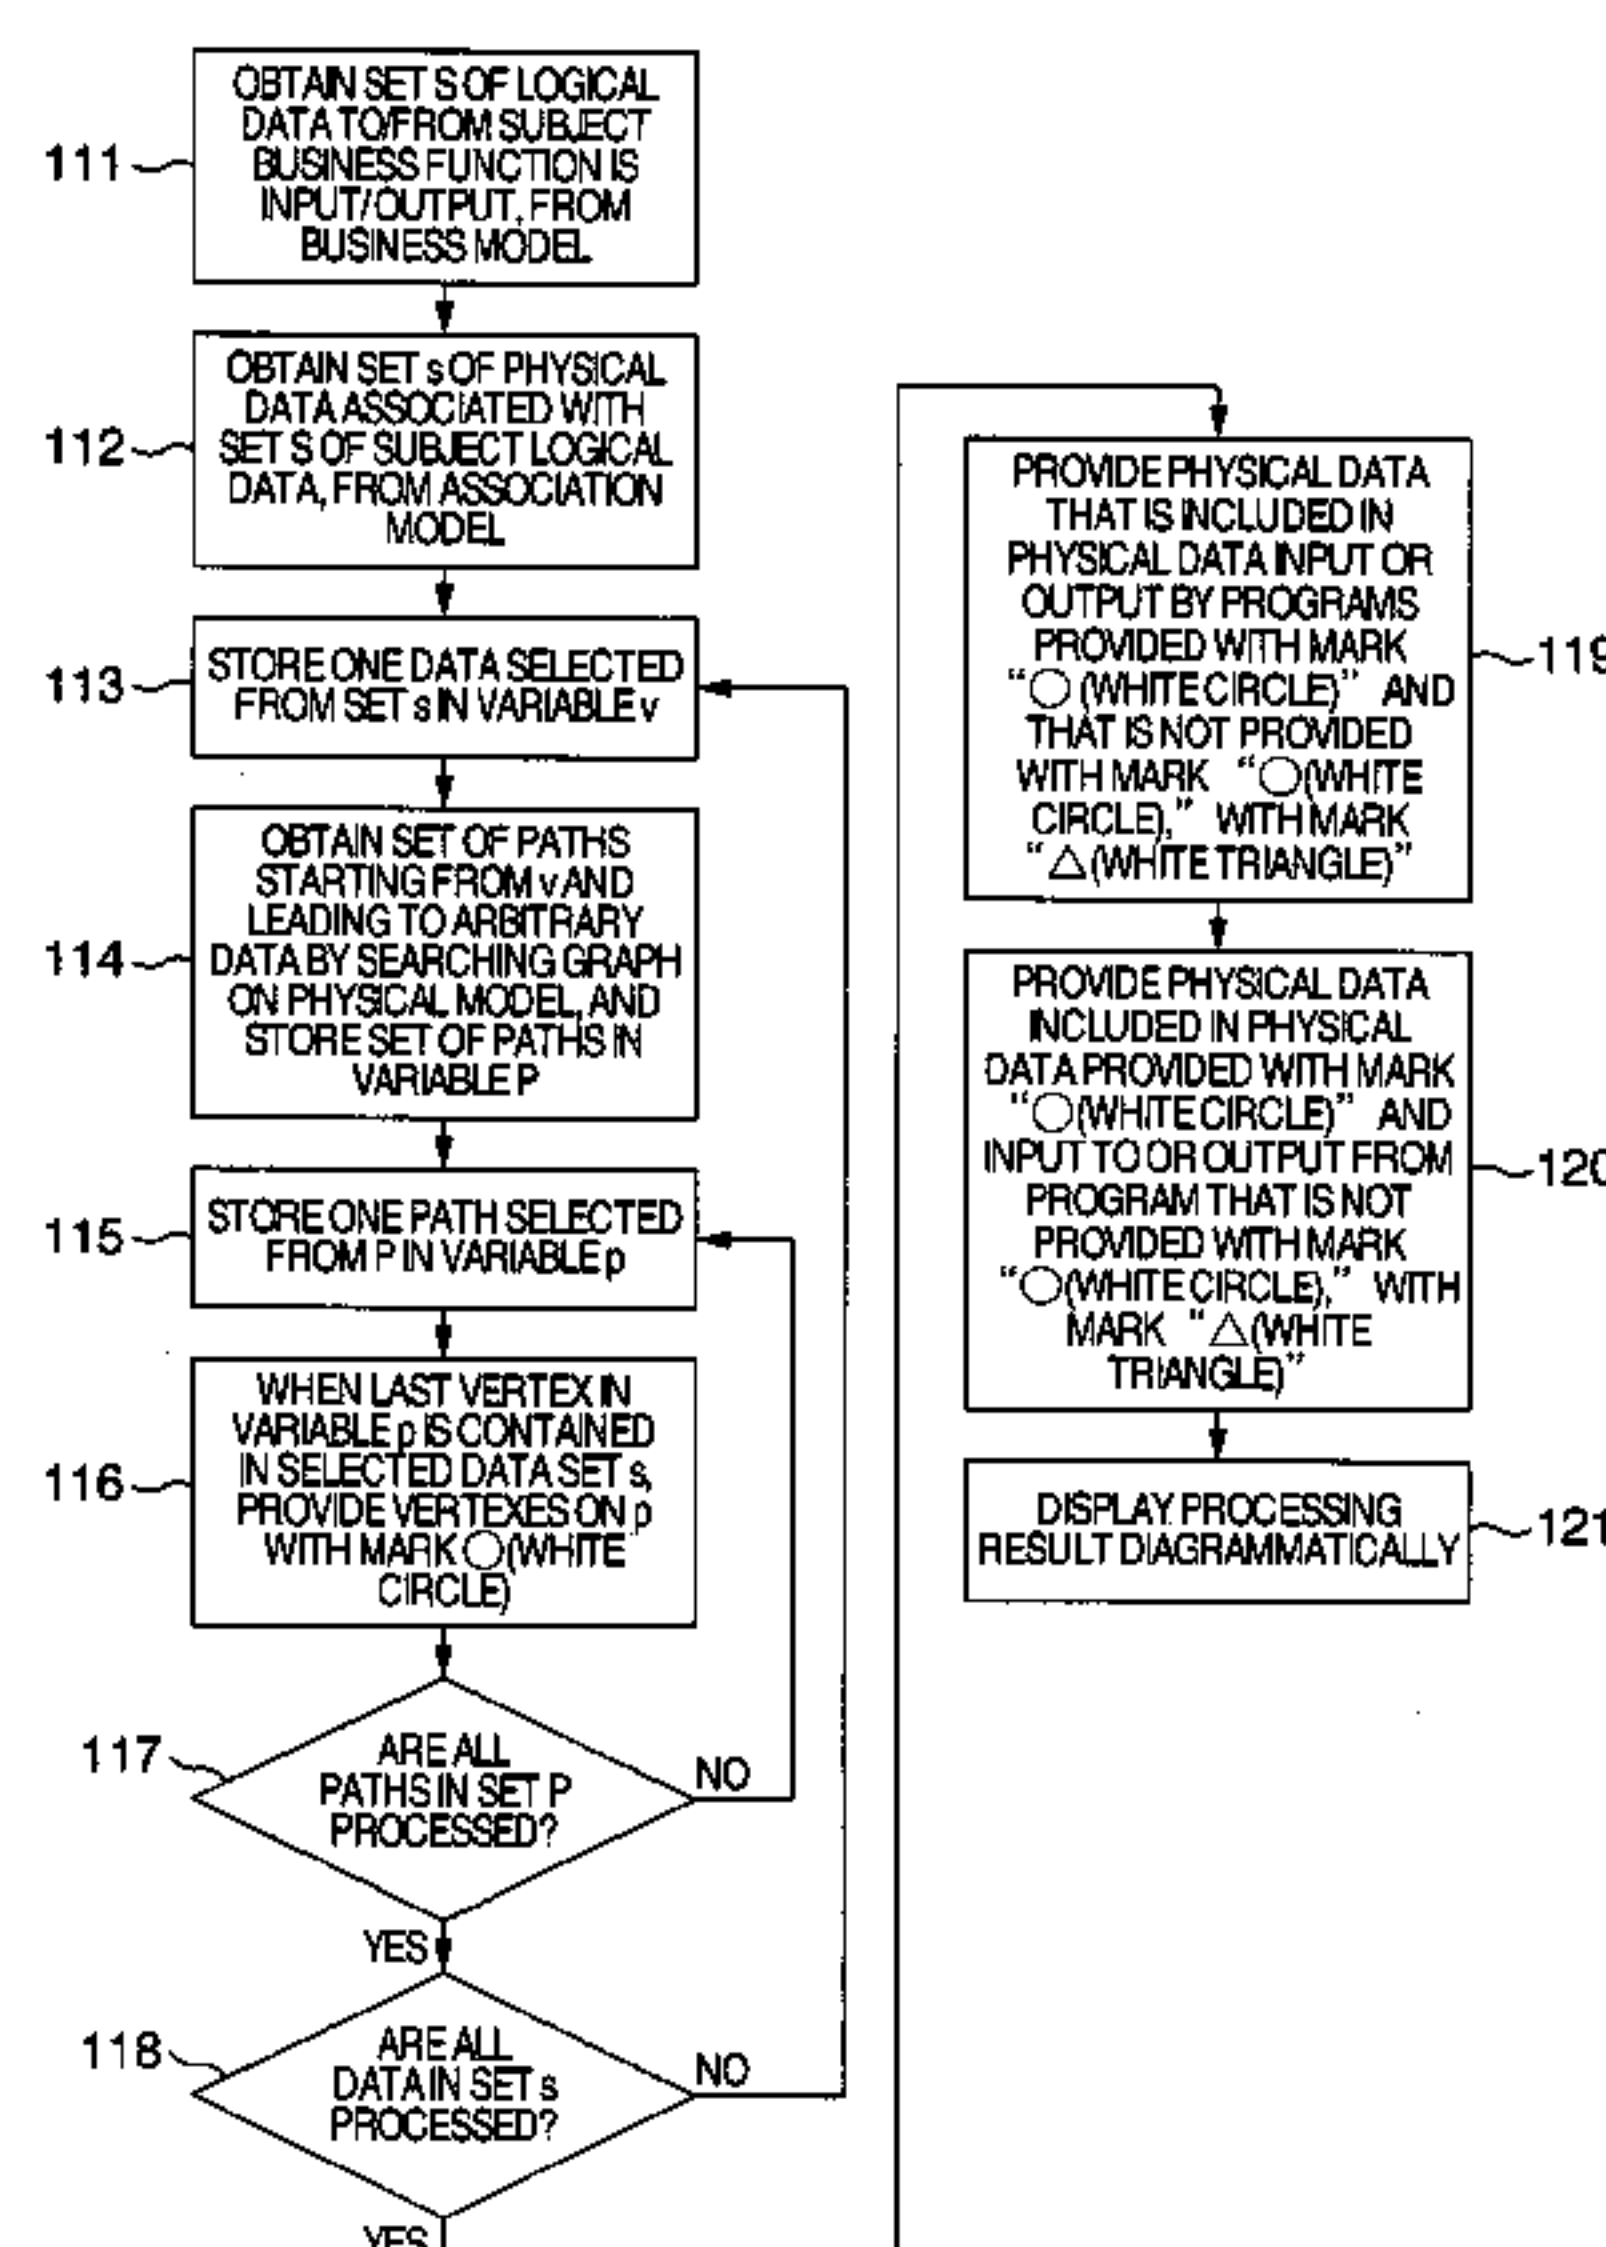 111
OBTAIN SET S OF LOGICAL
DATA TO/FROM SUBJECT
BUSINESS FUNCTION IS
INPUT/OUTPUT, FROM
BUSINESS MODEL
112
OBTAIN SET s OF PHYSICAL
DATA ASSOCIATED WITH
SET S OF SUBJECT LOGICAL
DATA, FROM ASSOCIATION
MODEL
113
STORE ONE DATA SELECTED
FROM SET s IN VARIABLE v
114
OBTAIN SET OF PATHS
STARTING FROM v AND
LEADING TO ARBITRARY
DATA BY SEARCHING GRAPH
ON PHYSICAL MODEL, AND
STORE SET OF PATHS IN
VARIABLE P
115
STORE ONE PATH SELECTED
FROM P IN VARIABLE p
116
WHEN LAST VERTEX IN
VARIABLE p IS CONTAINED
IN SELECTED DATA SET s,
PROVIDE VERTEXES ON p
WITH MARK ○(WHITE
CIRCLE)
117
ARE ALL
PATHS IN SET P
PROCESSED?
NO
YES
118
ARE ALL
DATA IN SET s
PROCESSED?
NO
YES
PROVIDE PHYSICAL DATA
THAT IS INCLUDED IN
PHYSICAL DATA INPUT OR
OUTPUT BY PROGRAMS
PROVIDED WITH MARK
“○(WHITE CIRCLE)” AND
THAT IS NOT PROVIDED
WITH MARK “○(WHITE
CIRCLE),” WITH MARK
“△(WHITE TRIANGLE)”
119
PROVIDE PHYSICAL DATA
INCLUDED IN PHYSICAL
DATA PROVIDED WITH MARK
“○(WHITE CIRCLE)” AND
INPUT TO OR OUTPUT FROM
PROGRAM THAT IS NOT
PROVIDED WITH MARK
“○(WHITE CIRCLE),” WITH
MARK “△(WHITE
TRIANGLE)”
120
DISPLAY PROCESSING
RESULT DIAGRAMMATICALLY
121